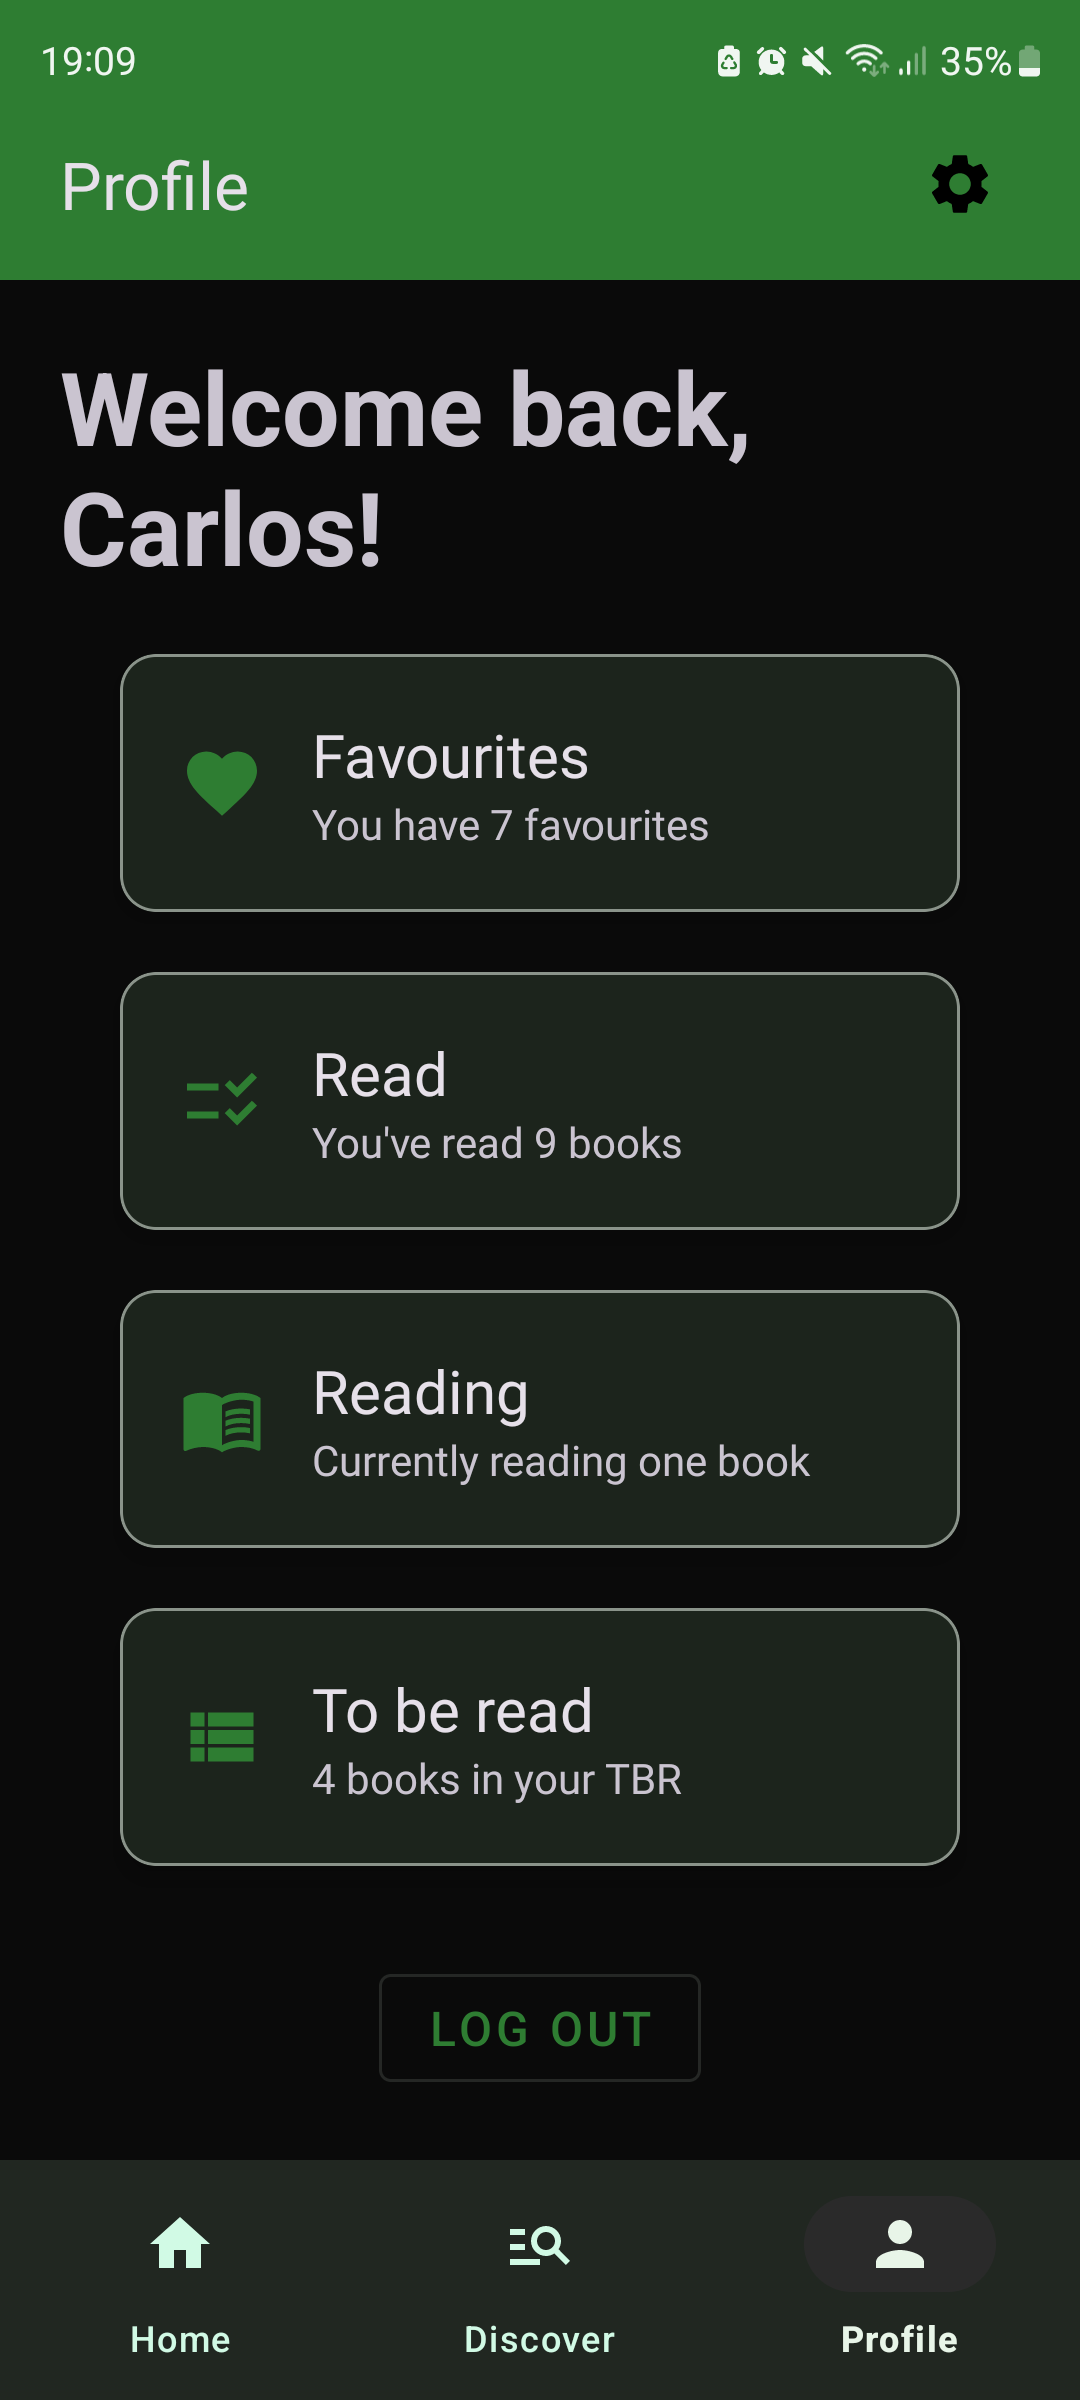 19:09
35%
Profile
Welcome back,
Carlos!
Favourites
You have 7 favourites
Read
You've read 9 books
Reading
Currently reading one book
To be read
4 books in your TBR
LOG OUT
Home
Discover
Profile